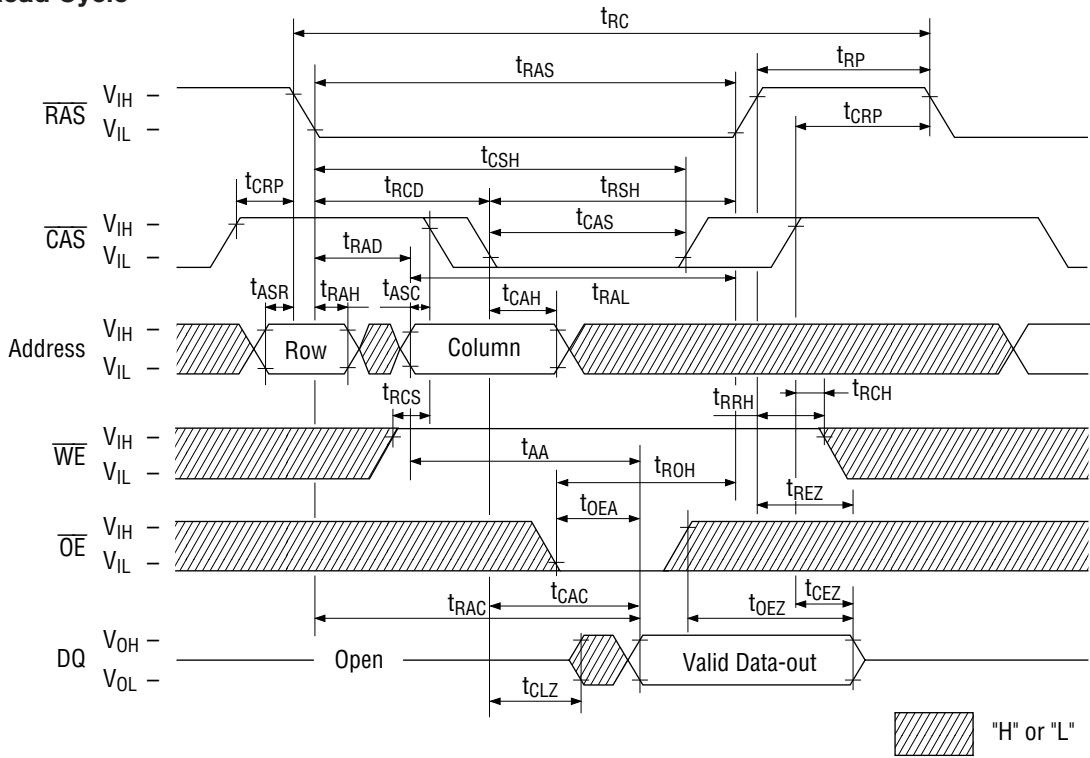 Read Cycle
tRC
tRAS
tRP
RAS
VIH –
VIL –
tCRP
tCSH
tCRP
tRCD
tRSH
CAS
VIH –
VIL –
tCAS
tRAD
tRAL
tASR
tRAH
tASC
tCAH
Address
VIH –
VIL –
Row
Column
tRCS
tRRH
tRCH
WE
VIH –
VIL –
tAA
tROH
tREZ
tOEA
OE
VIH –
VIL –
tRAC
tCAC
tOEZ
tCEZ
DQ
VOH –
VOL –
Open
Valid Data-out
tCLZ
"H" or "L"